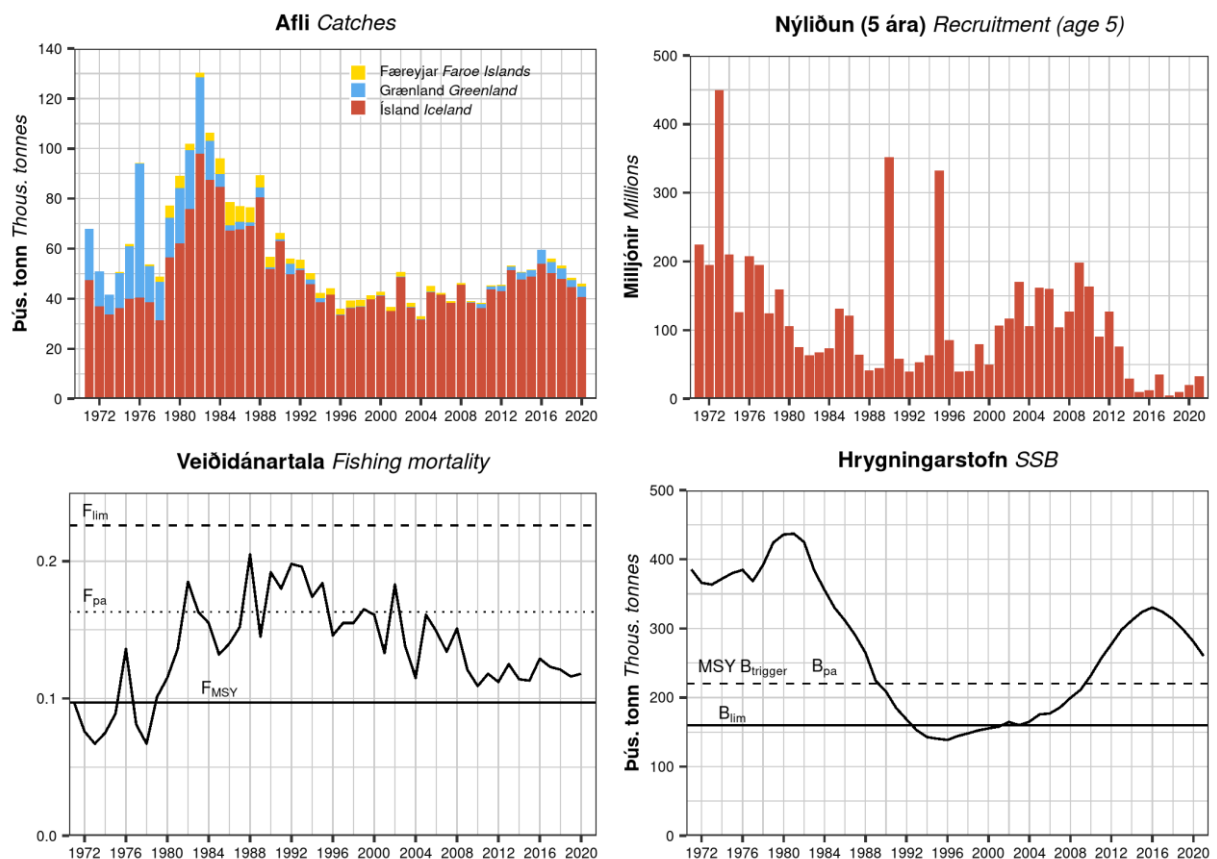 Afli Catches
Þús. tonn Thous. tonnes
140
120
100
80
60
40
20
0
Færeyjar Faroe Islands
Grænland Greenland
Ísland Iceland
1972 1976 1980 1984 1988 1992 1996 2000 2004 2008 2012 2016 2020
Nýliðun (5 ára) Recruitment (age 5)
Milljónir Millions
500
400
300
200
100
0
1972 1976 1980 1984 1988 1992 1996 2000 2004 2008 2012 2016 2020
Veiðidánartala Fishing mortality
0.2
0.1
0.0
Flim
Fpa
FMSY
1972 1976 1980 1984 1988 1992 1996 2000 2004 2008 2012 2016 2020
Hrygningarstofn SSB
Þús. tonn Thous. tonnes
500
400
300
200
100
0
MSY Btrigger Bpa
Blim
1972 1976 1980 1984 1988 1992 1996 2000 2004 2008 2012 2016 2020